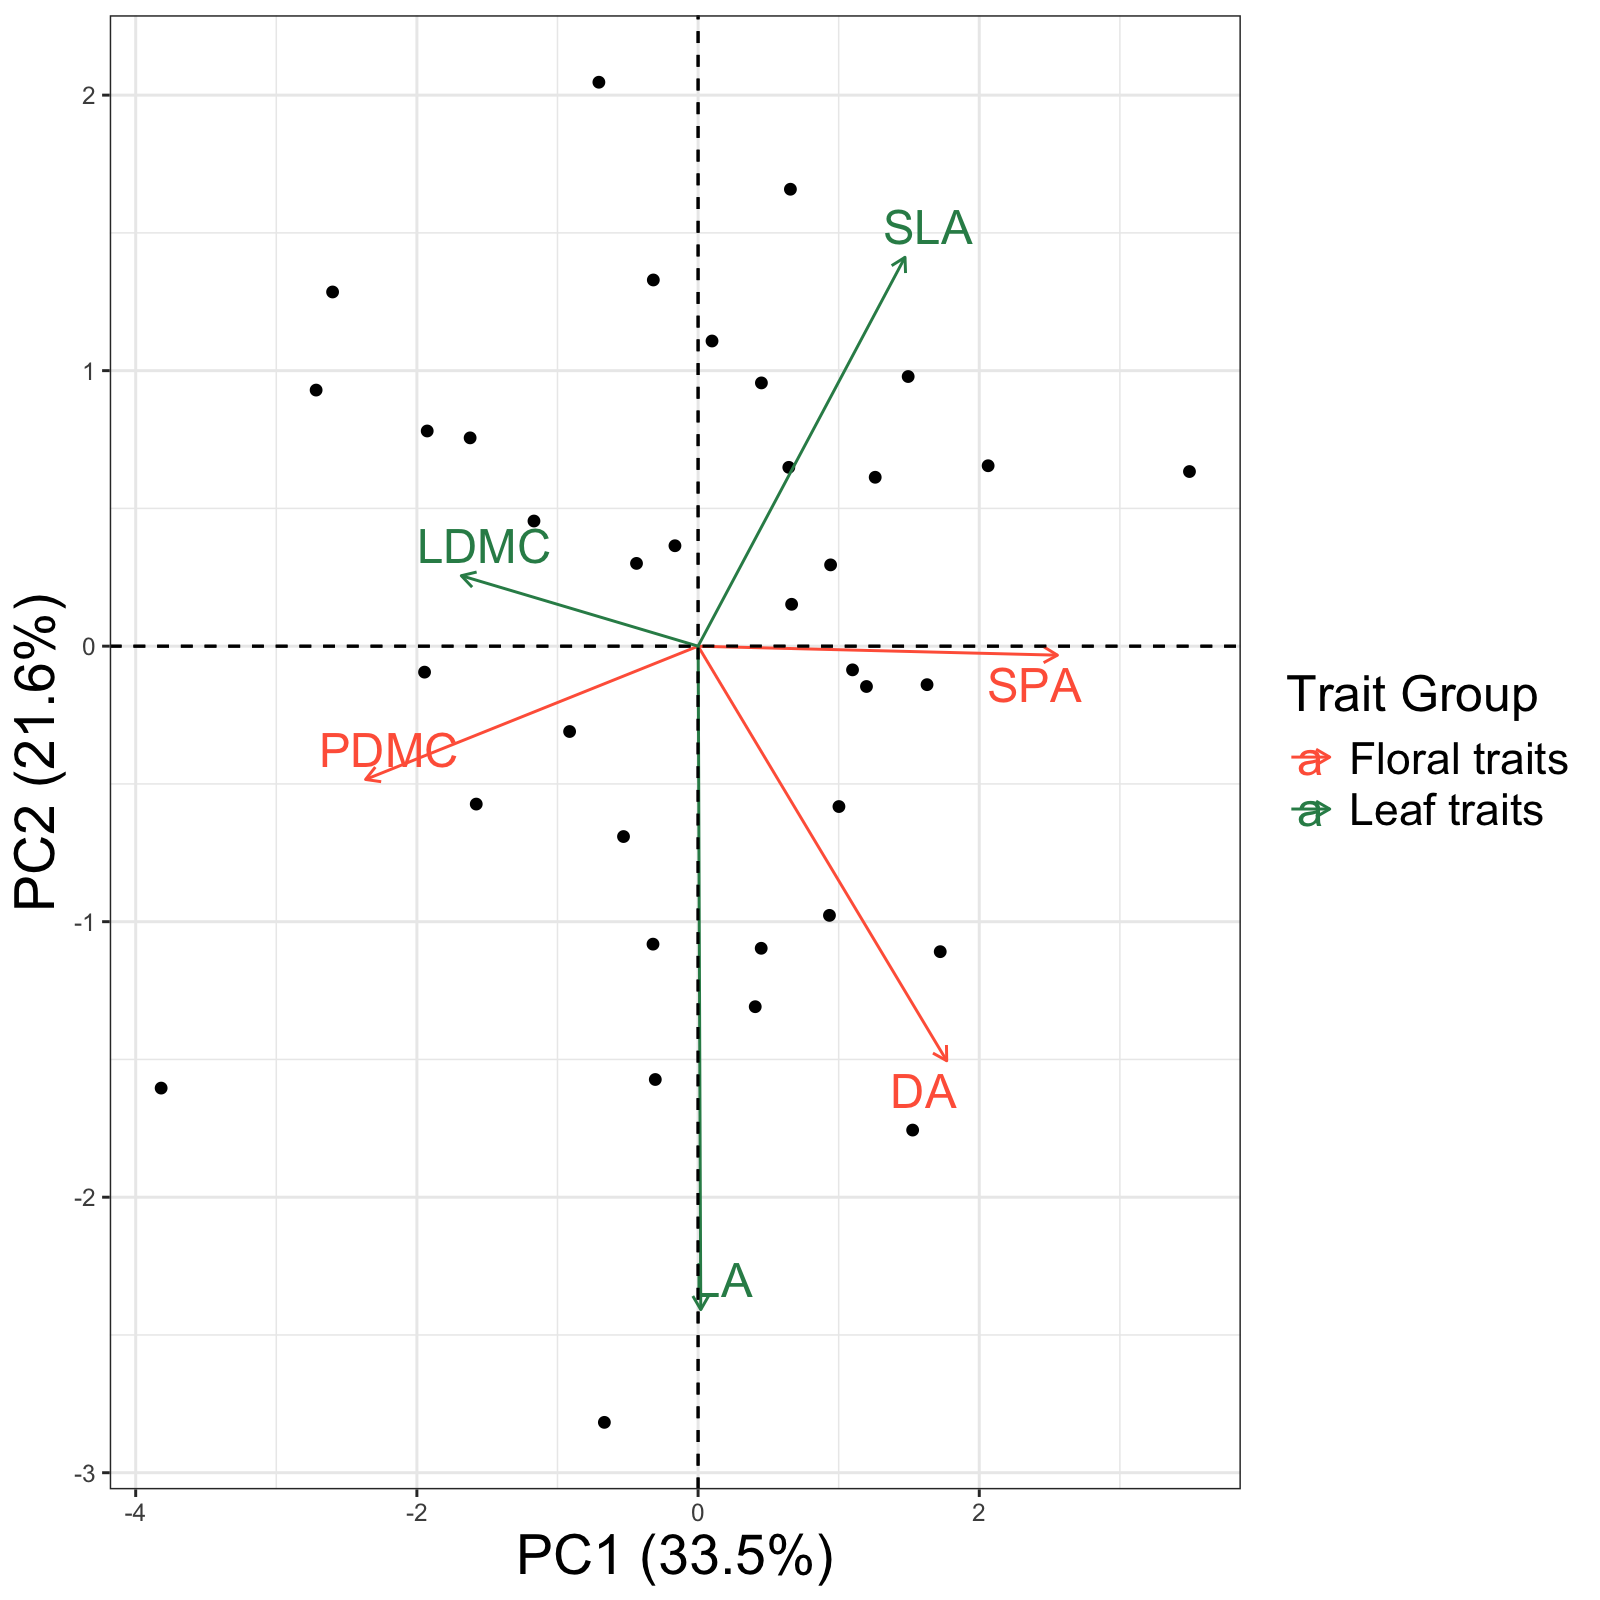 2
SLA
1
LDMC
0
SPA
PDMC
-1
DA
-2
LA
-3
-4 -2 0 2
PC1 (33.5%)
PC2 (21.6%)
Trait Group
a Floral traits
a Leaf traits